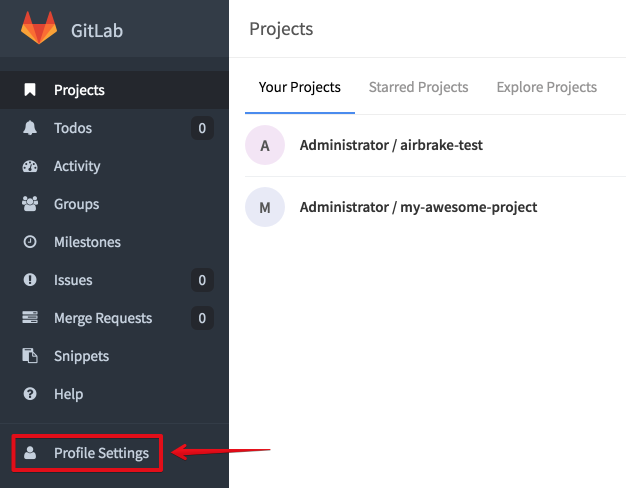 GitLab
Projects
Todos 0
Activity
Groups
Milestones
Issues 0
Merge Requests 0
Snippets
Help
Profile Settings
Projects
Your Projects Starred Projects Explore Projects
A Administrator / airbrake-test
M Administrator / my-awesome-project